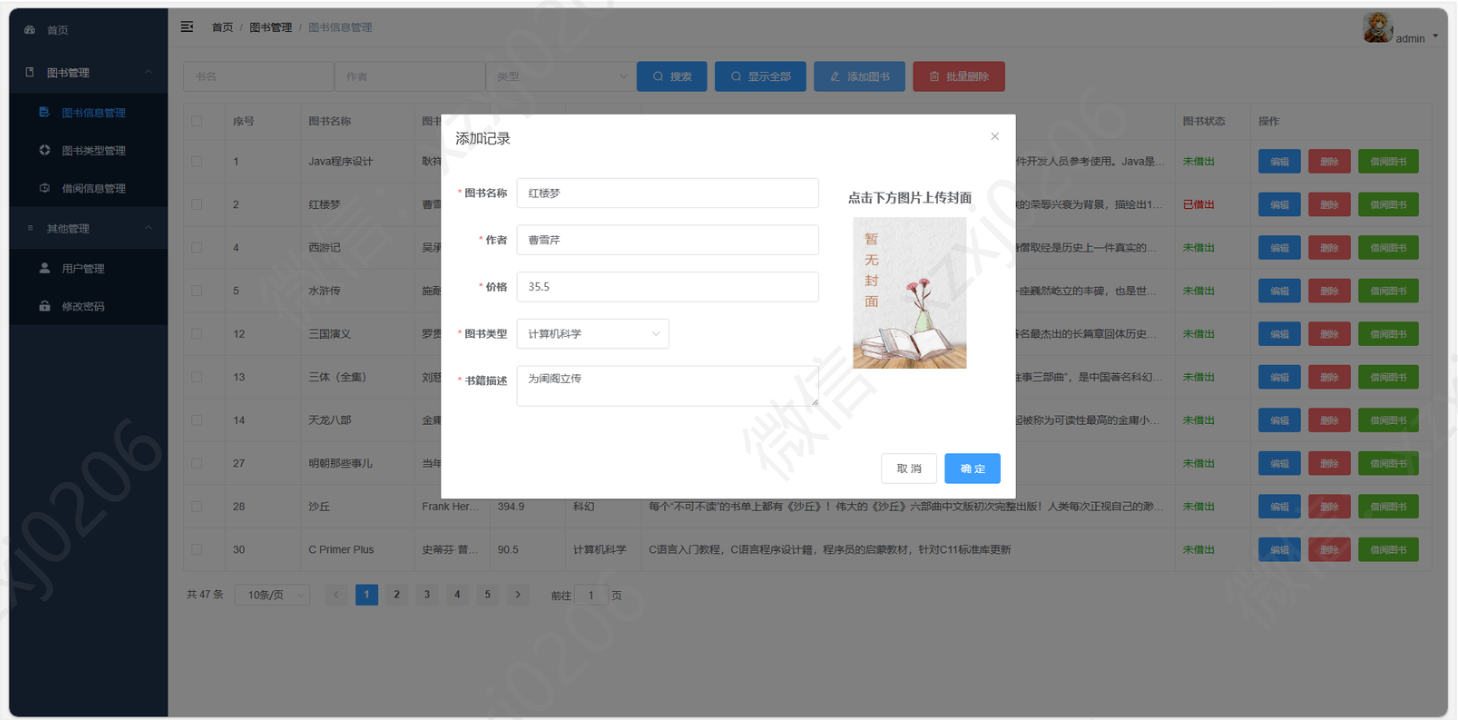 首页
首页 / 图书管理 / 图书信息管理
admin
图书管理
图书信息管理
图书类型管理
借阅信息管理
其他管理
用户管理
修改密码
书名 作者 类型 搜索 显示全部 添加图书 批量删除
序号 图书名称 图书 图书状态 操作
1 Java程序设计 件开发人员参考使用。Java是... 未借出 编辑 删除 借阅图书
2 红楼梦 的荣辱兴衰为背景，描绘出1... 已借出 编辑 删除 借阅图书
4 西游记 僧取经是历史上一件真实的... 未借出 编辑 删除 借阅图书
5 水浒传 一座巍然屹立的丰碑，也是世... 未借出 编辑 删除 借阅图书
12 三国演义 名最杰出的长篇章回体历史... 未借出 编辑 删除 借阅图书
13 三体（全集） 往事三部曲”，是中国著名科幻... 未借出 编辑 删除 借阅图书
14 天龙八部 金庸 起被称为可读性最高的金庸小... 未借出 编辑 删除 借阅图书
27 明朝那些事儿 当年 未借出 编辑 删除 借阅图书
28 沙丘 Frank Her... 394.9 科幻 每个“不可不读”的书单上都有《沙丘》！伟大的《沙丘》六部曲中文版初次完整出版！人类每次正视自己的渺... 未借出 编辑 删除 借阅图书
30 C Primer Plus 史蒂芬·普... 90.5 计算机科学 C语言入门教程，C语言程序设计籍，程序员的启蒙教材，针对C11标准库更新 未借出 编辑 删除 借阅图书
共 47 条 10条/页 1 2 3 4 5 前往 1 页
添加记录
* 图书名称 红楼梦
* 作者 曹雪芹
* 价格 35.5
* 图书类型 计算机科学
* 书籍描述 为闺阁立传
点击下方图片上传封面
暂
无
封
面
取 消 确 定
微信：xzxj0206